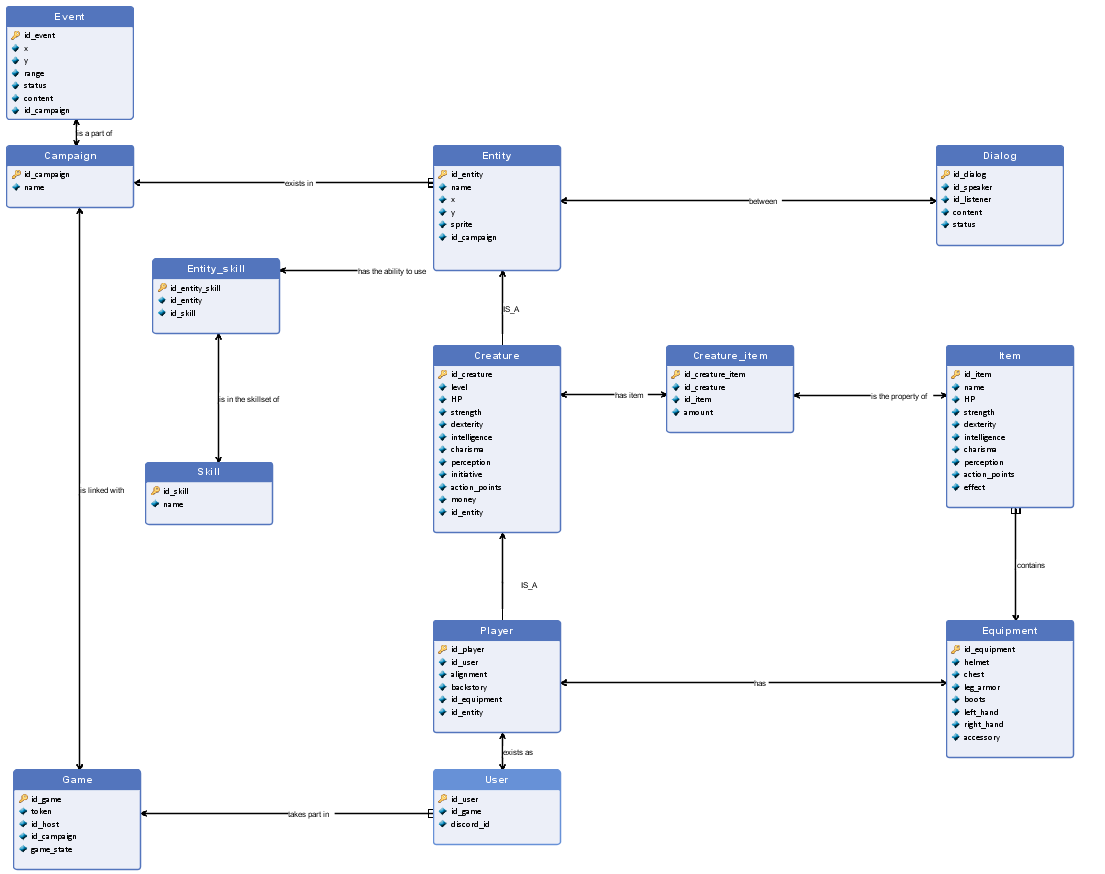 Event
id_event
x
y
range
status
content
id_campaign
is a part of
Campaign
id_campaign
name
exists in
Entity
id_entity
name
x
y
sprite
id_campaign
between
Dialog
id_dialog
id_speaker
id_listener
content
status
Entity_skill
id_entity_skill
id_entity
id_skill
has the ability to use
IS_A
is in the skillset of
Skill
id_skill
name
Creature
id_creature
level
HP
strength
dexterity
intelligence
charisma
perception
initiative
action_points
money
id_entity
has item
Creature_item
id_creature_item
id_creature
id_item
amount
is the property of
Item
id_item
name
HP
strength
dexterity
intelligence
charisma
perception
action_points
effect
is linked with
IS_A
contains
Player
id_player
id_user
alignment
backstory
id_equipment
id_entity
has
Equipment
id_equipment
helmet
chest
leg_armor
boots
left_hand
right_hand
accessory
exists as
Game
id_game
token
id_host
id_campaign
game_state
takes part in
User
id_user
id_game
discord_id